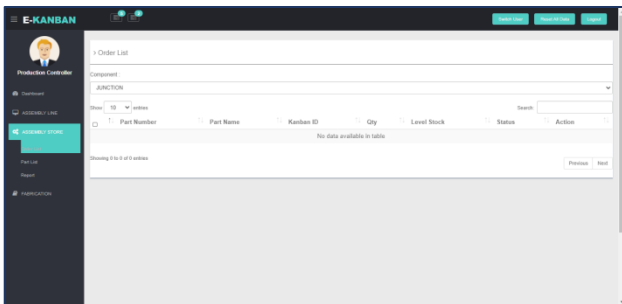 E-KANBAN
Switch User
Reset All Data
Logout
Production Controller
Dashboard
ASSEMBLY LINE
ASSEMBLY STORE
Part List
Report
FABRICATION
› Order List
Component
JUNCTION
Show 10 entries
Search:
Part Number Part Name Kanban ID Qty Level Stock Status Action
No data available in table
Showing 0 to 0 of 0 entries
Previous Next